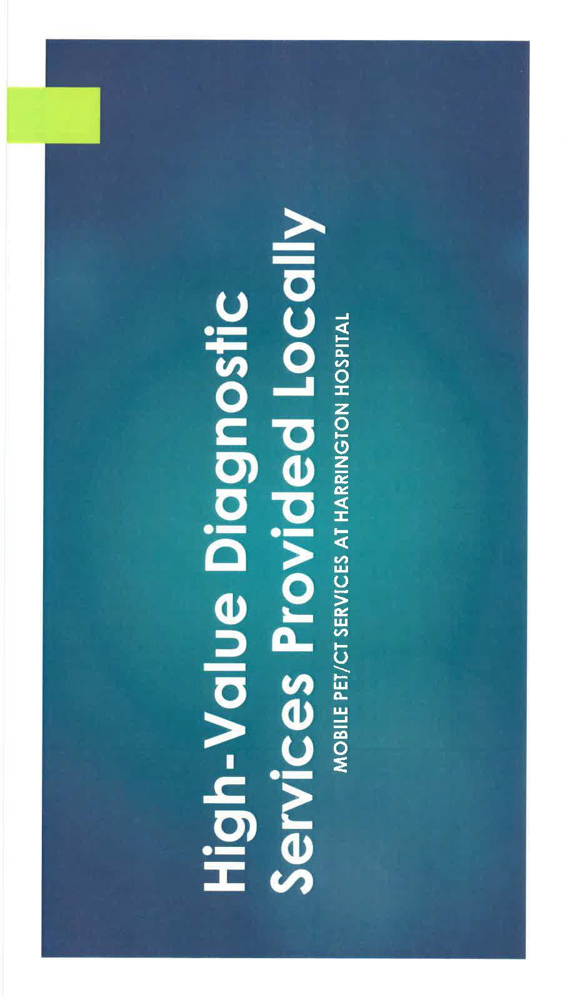 High-Value Diagnostic
Services Provided Locally
MOBILE PET/CT SERVICES AT HARRINGTON HOSPITAL